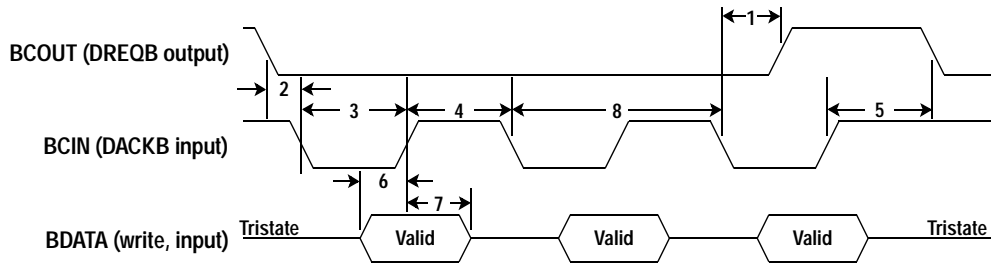 1
BCOUT (DREQB output)
2 3 4 8 5
BCIN (DACKB input)
6
7
BDATA (write, input) Tristate Valid Valid Valid Tristate